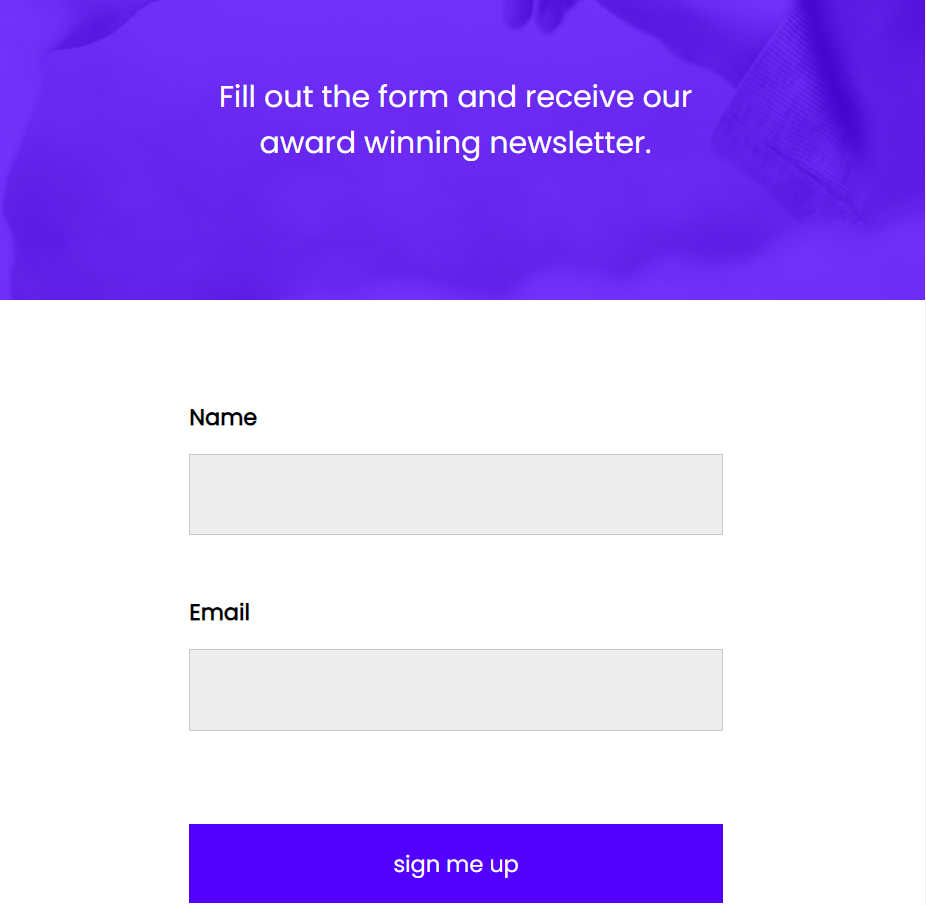 Fill out the form and receive our
award winning newsletter.
Name
Email
sign me up